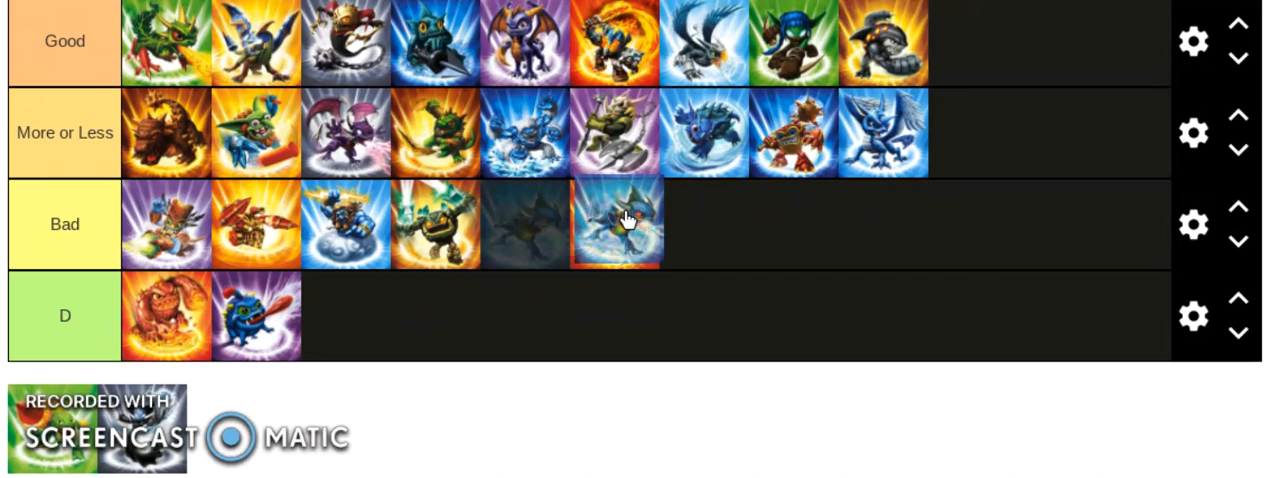 Good
More or Less
Bad
D
RECORDED WITH
SCREENCAST MATIC